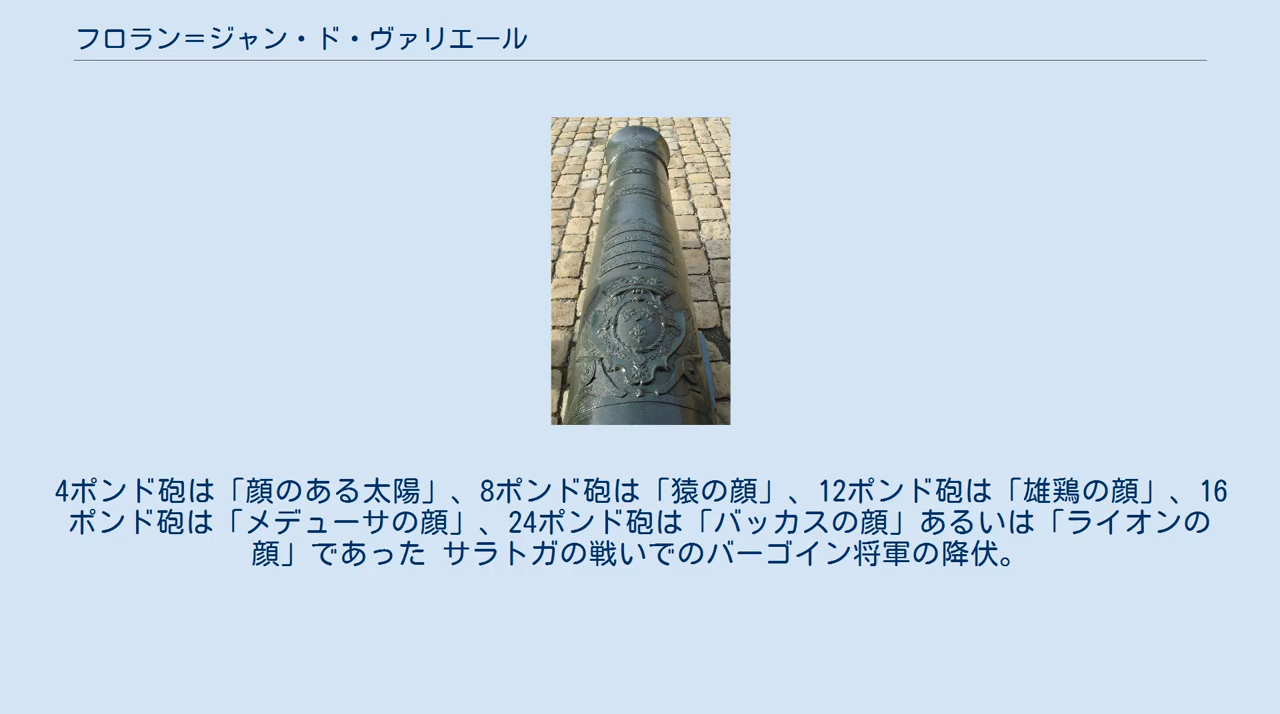 フロラン＝ジャン・ド・ヴァリエール
4ポンド砲は「顔のある太陽」、8ポンド砲は「猿の顔」、12ポンド砲は「雄鶏の顔」、16
ポンド砲は「メデューサの顔」、24ポンド砲は「バッカスの顔」あるいは「ライオンの
顔」であった サラトガの戦いでのバーゴイン将軍の降伏。